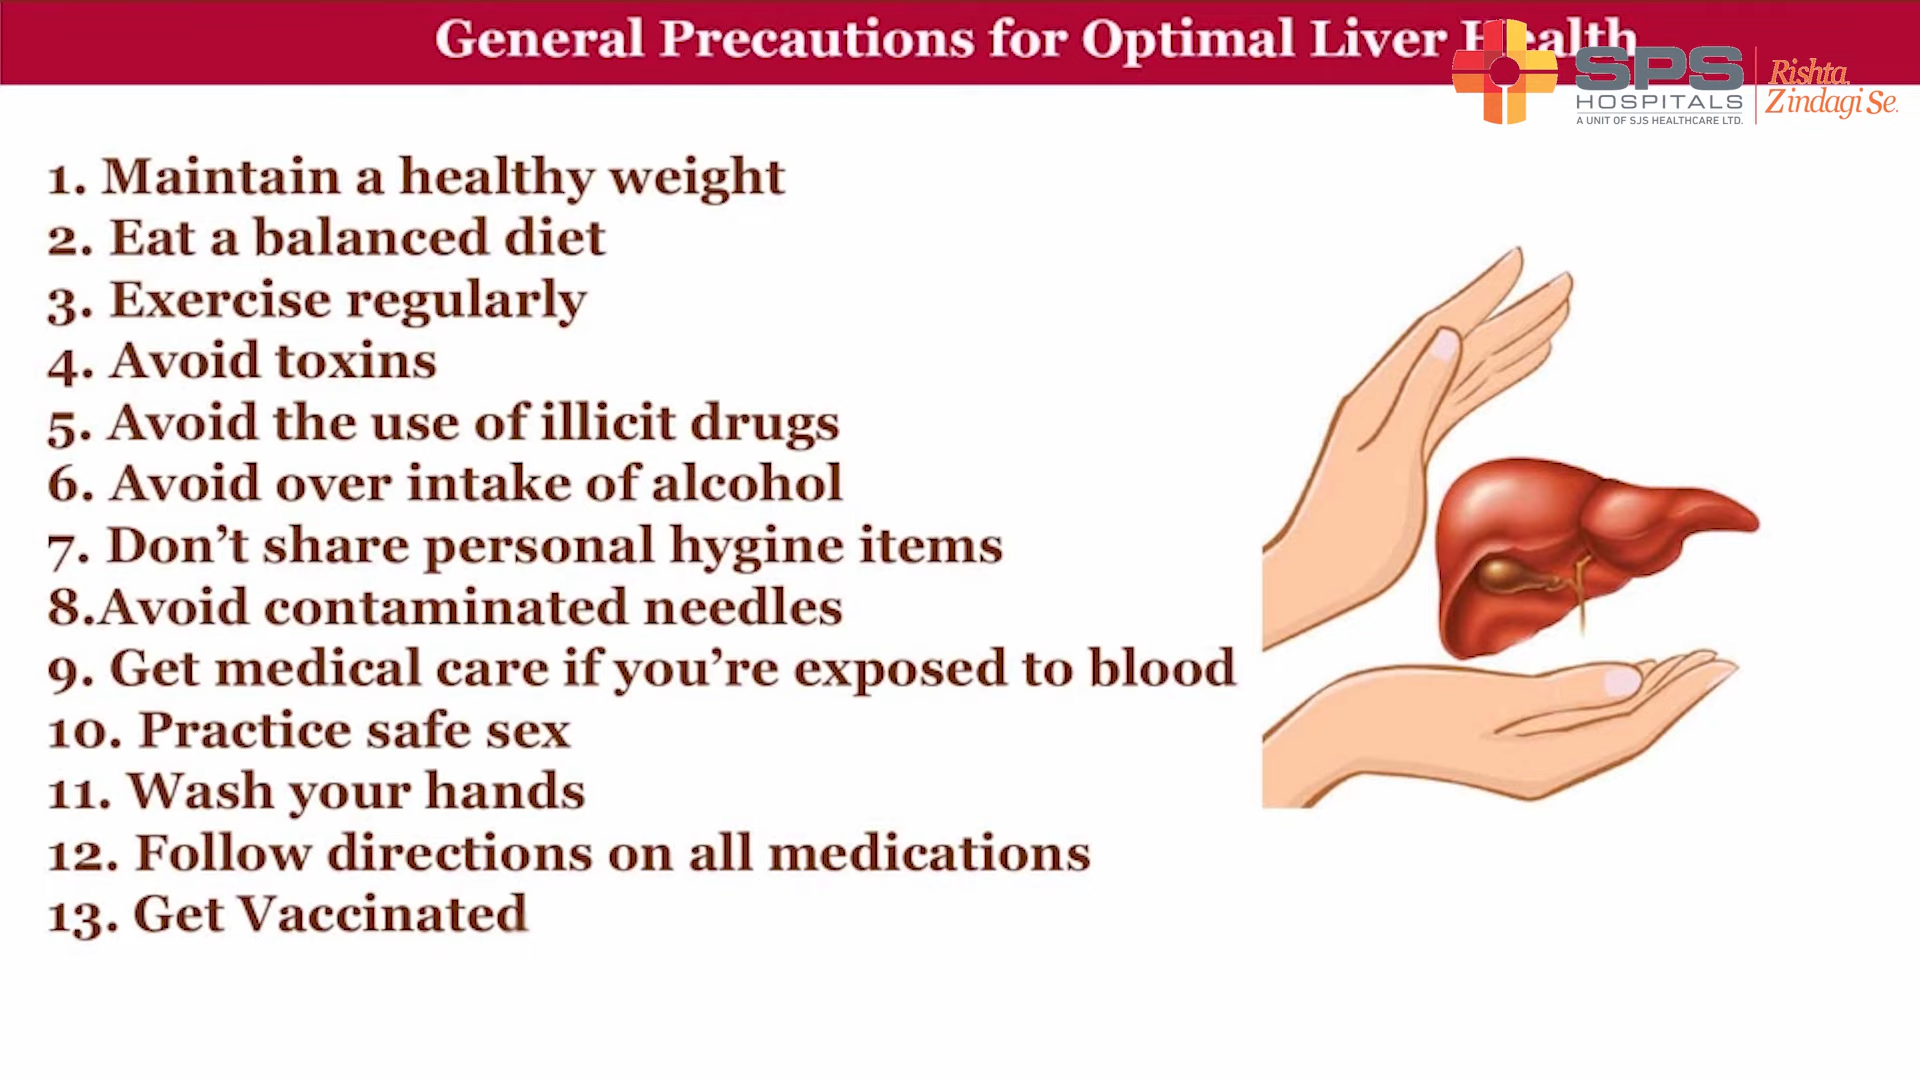 General Precautions for Optimal Liver Health
SPS
HOSPITALS
A UNIT OF SJS HEALTHCARE LTD.
Rishta.
Zindagi Se.
1. Maintain a healthy weight
2. Eat a balanced diet
3. Exercise regularly
4. Avoid toxins
5. Avoid the use of illicit drugs
6. Avoid over intake of alcohol
7. Don’t share personal hygine items
8.Avoid contaminated needles
9. Get medical care if you’re exposed to blood
10. Practice safe sex
11. Wash your hands
12. Follow directions on all medications
13. Get Vaccinated